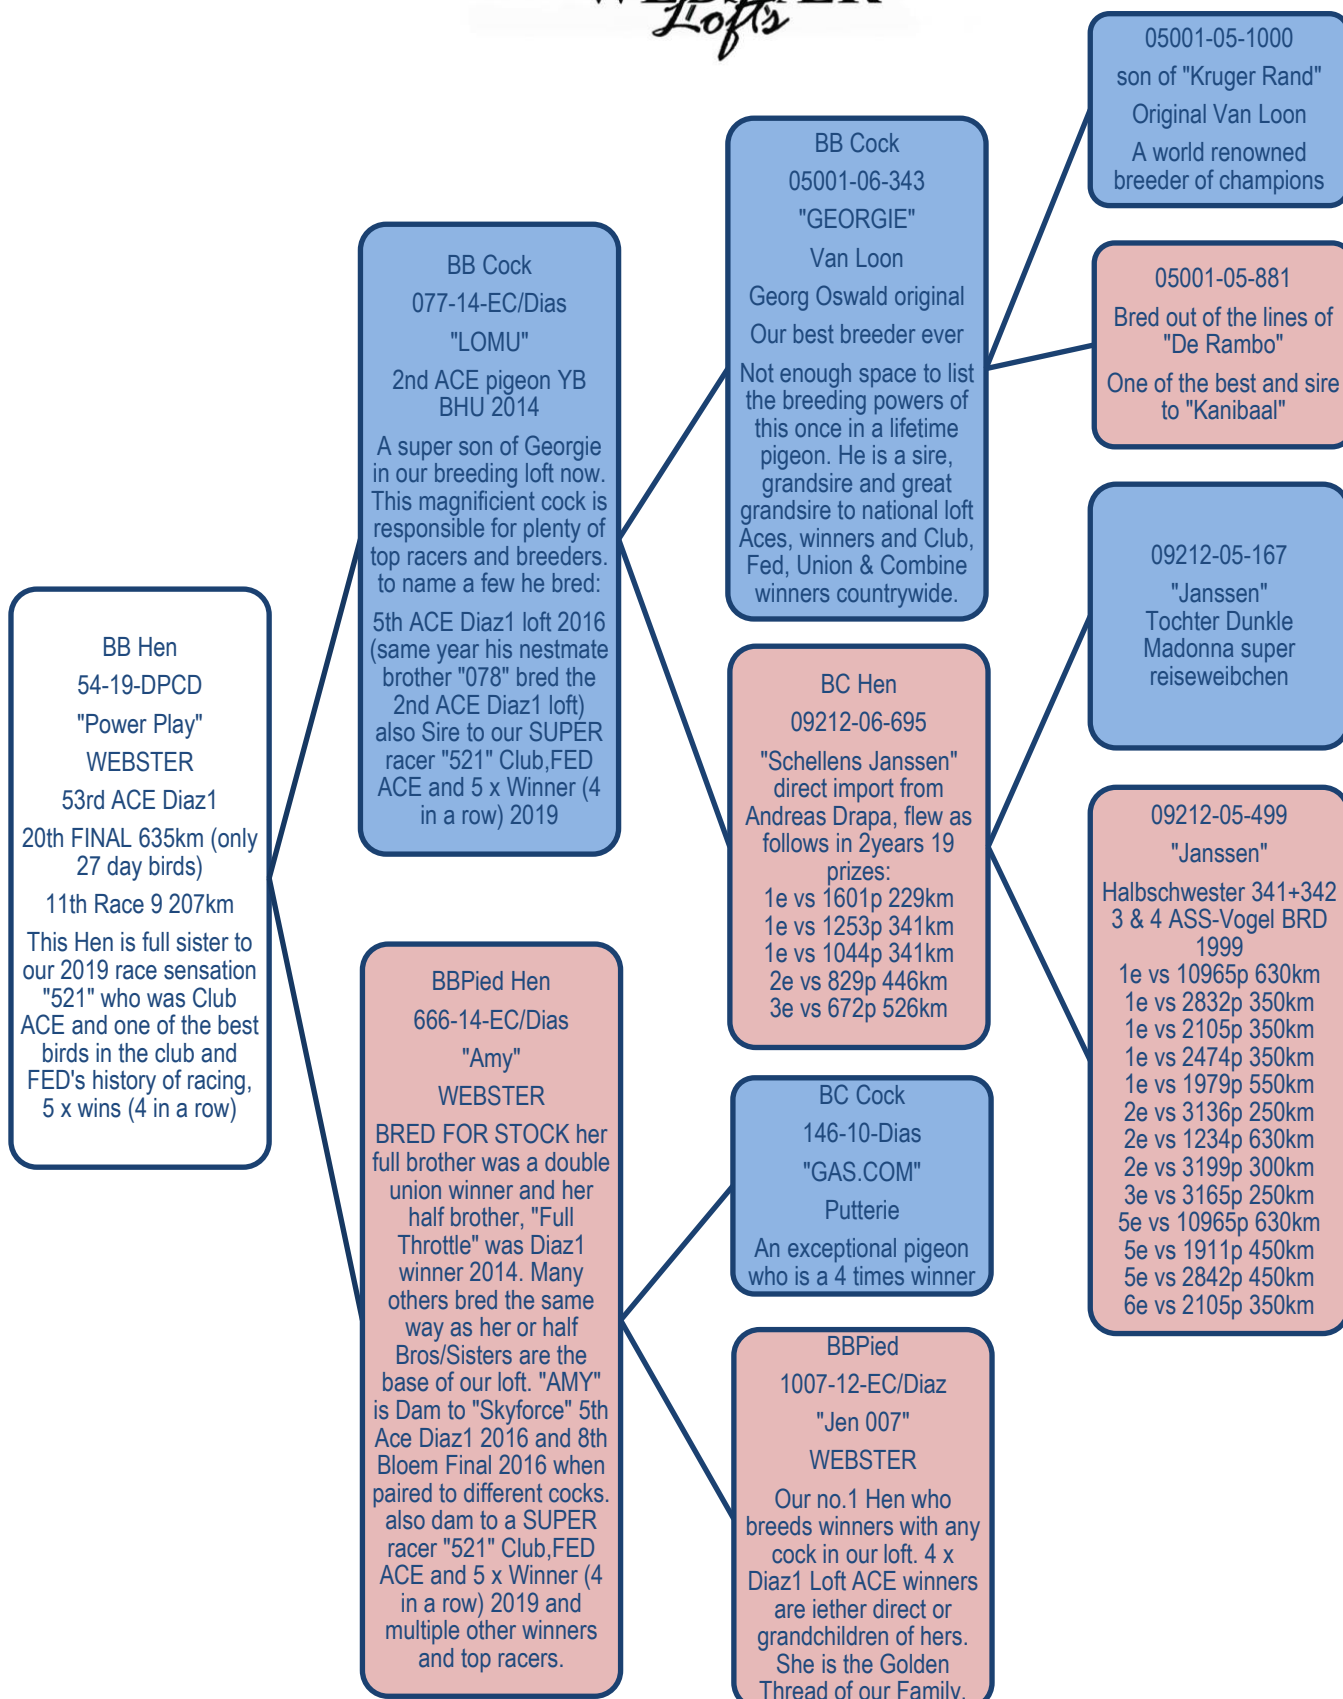 Lofts
BB Hen
54-19-DPCD
"Power Play"
WEBSTER
53rd ACE Diaz1
20th FINAL 635km (only
27 day birds)
11th Race 9 207km
This Hen is full sister to
our 2019 race sensation
"521" who was Club
ACE and one of the best
birds in the club and
FED's history of racing,
5 x wins (4 in a row)
BB Cock
077-14-EC/Dias
"LOMU"
2nd ACE pigeon YB
BHU 2014
A super son of Georgie
in our breeding loft now.
This magnificient cock is
responsible for plenty of
top racers and breeders.
to name a few he bred:
5th ACE Diaz1 loft 2016
(same year his nestmate
brother "078" bred the
2nd ACE Diaz1 loft)
also Sire to our SUPER
racer "521" Club,FED
ACE and 5 x Winner (4
in a row) 2019
BBPied Hen
666-14-EC/Dias
"Amy"
WEBSTER
BRED FOR STOCK her
full brother was a double
union winner and her
half brother, "Full
Throttle" was Diaz1
winner 2014. Many
others bred the same
way as her or half
Bros/Sisters are the
base of our loft. "AMY"
is Dam to "Skyforce" 5th
Ace Diaz1 2016 and 8th
Bloem Final 2016 when
paired to different cocks.
also dam to a SUPER
racer "521" Club,FED
ACE and 5 x Winner (4
in a row) 2019 and
multiple other winners
and top racers.
BB Cock
05001-06-343
"GEORGIE"
Van Loon
Georg Oswald original
Our best breeder ever
Not enough space to list
the breeding powers of
this once in a lifetime
pigeon. He is a sire,
grandsire and great
grandsire to national loft
Aces, winners and Club,
Fed, Union & Combine
winners countrywide.
BC Hen
09212-06-695
"Schellens Janssen"
direct import from
Andreas Drapa, flew as
follows in 2years 19
prizes:
1e vs 1601p 229km
1e vs 1253p 341km
1e vs 1044p 341km
2e vs 829p 446km
3e vs 672p 526km
BC Cock
146-10-Dias
"GAS.COM"
Putterie
An exceptional pigeon
who is a 4 times winner
BBPied
1007-12-EC/Diaz
"Jen 007"
WEBSTER
Our no.1 Hen who
breeds winners with any
cock in our loft. 4 x
Diaz1 Loft ACE winners
are iether direct or
grandchildren of hers.
She is the Golden
Thread of our Family.
05001-05-1000
son of "Kruger Rand"
Original Van Loon
A world renowned
breeder of champions
05001-05-881
Bred out of the lines of
"De Rambo"
One of the best and sire
to "Kanibaal"
09212-05-167
"Janssen"
Tochter Dunkle
Madonna super
reiseweibchen
09212-05-499
"Janssen"
Halbschwester 341+342
3 & 4 ASS-Vogel BRD
1999
1e vs 10965p 630km
1e vs 2832p 350km
1e vs 2105p 350km
1e vs 2474p 350km
1e vs 1979p 550km
2e vs 3136p 250km
2e vs 1234p 630km
2e vs 3199p 300km
3e vs 3165p 250km
5e vs 10965p 630km
5e vs 1911p 450km
5e vs 2842p 450km
6e vs 2105p 350km